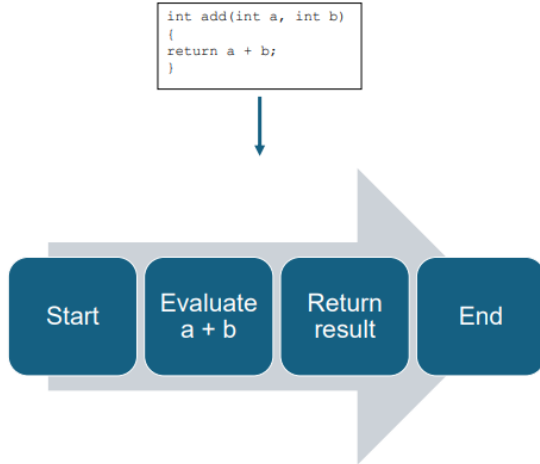 int add(int a, int b)
{
return a + b;
}
Start
Evaluate
a + b
Return
result
End